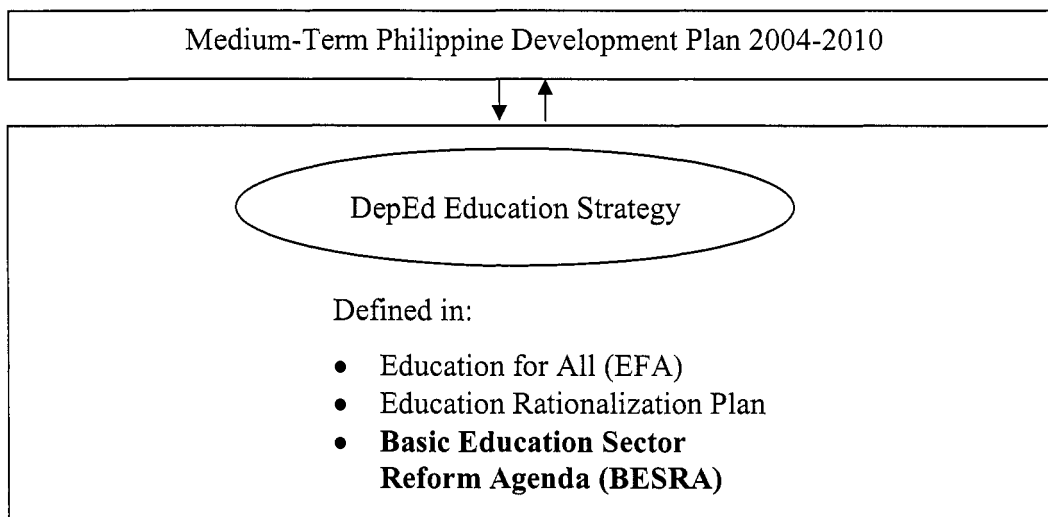 Medium-Term Philippine Development Plan 2004-2010
DepEd Education Strategy
Defined in:
• Education for All (EFA)
• Education Rationalization Plan
• Basic Education Sector
Reform Agenda (BESRA)